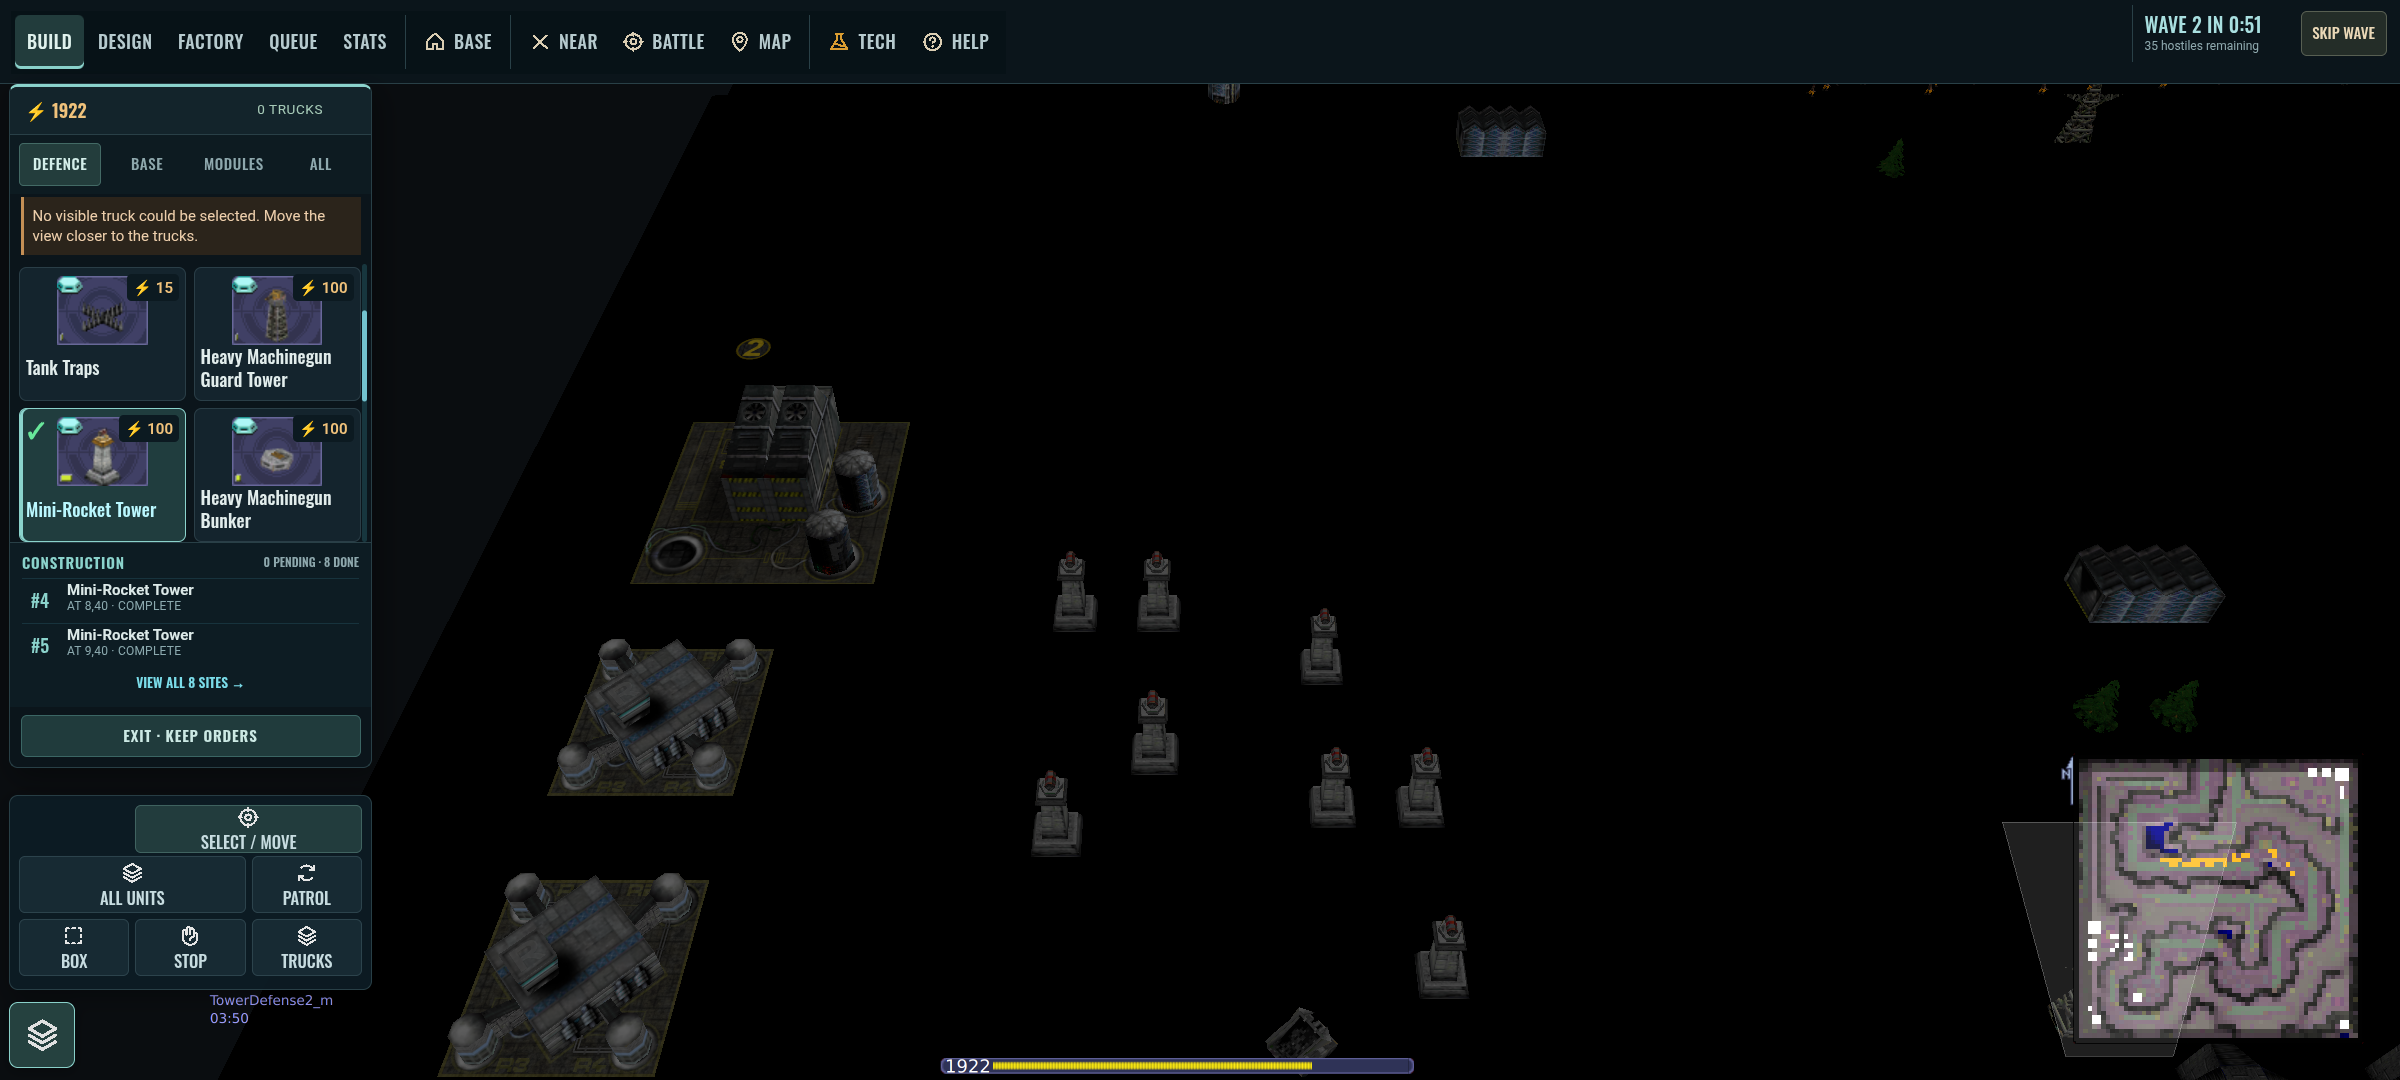 BUILD DESIGN FACTORY QUEUE STATS BASE NEAR BATTLE MAP TECH HELP
WAVE 2 IN 0:51
35 hostiles remaining
SKIP WAVE
1922
0 TRUCKS
DEFENCE BASE MODULES ALL
No visible truck could be selected. Move the
view closer to the trucks.
15
Tank Traps
100
Heavy Machinegun
Guard Tower
100
Mini-Rocket Tower
100
Heavy Machinegun
Bunker
CONSTRUCTION
0 PENDING · 8 DONE
#4
Mini-Rocket Tower
AT 8,40 · COMPLETE
#5
Mini-Rocket Tower
AT 9,40 · COMPLETE
VIEW ALL 8 SITES →
EXIT · KEEP ORDERS
SELECT / MOVE
ALL UNITS
PATROL
BOX
STOP
TRUCKS
TowerDefense2_m
03:50
2
N
1922